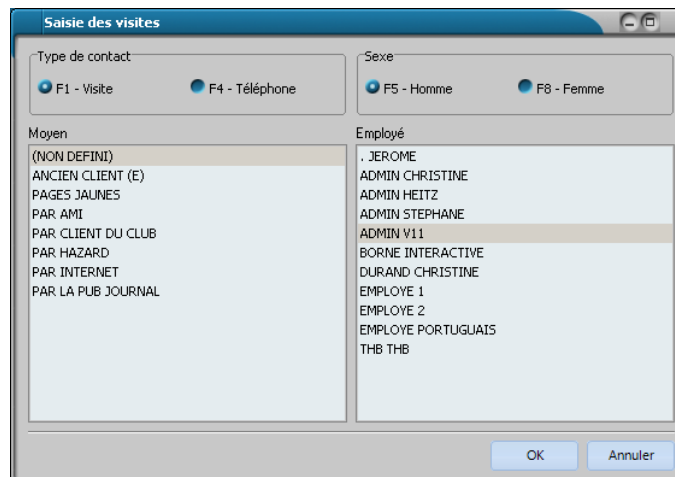 Saisie des visites
Type de contact
F1 - Visite
F4 - Téléphone
Sexe
F5 - Homme
F8 - Femme
Moyen
(NON DEFINI)
ANCIEN CLIENT (E)
PAGES JAUNES
PAR AMI
PAR CLIENT DU CLUB
PAR HAZARD
PAR INTERNET
PAR LA PUB JOURNAL
Employé
. JEROME
ADMIN CHRISTINE
ADMIN HEITZ
ADMIN STEPHANE
ADMIN V11
BORNE INTERACTIVE
DURAND CHRISTINE
EMPLOYE 1
EMPLOYE 2
EMPLOYE PORTUGUAIS
THB THB
OK
Annuler